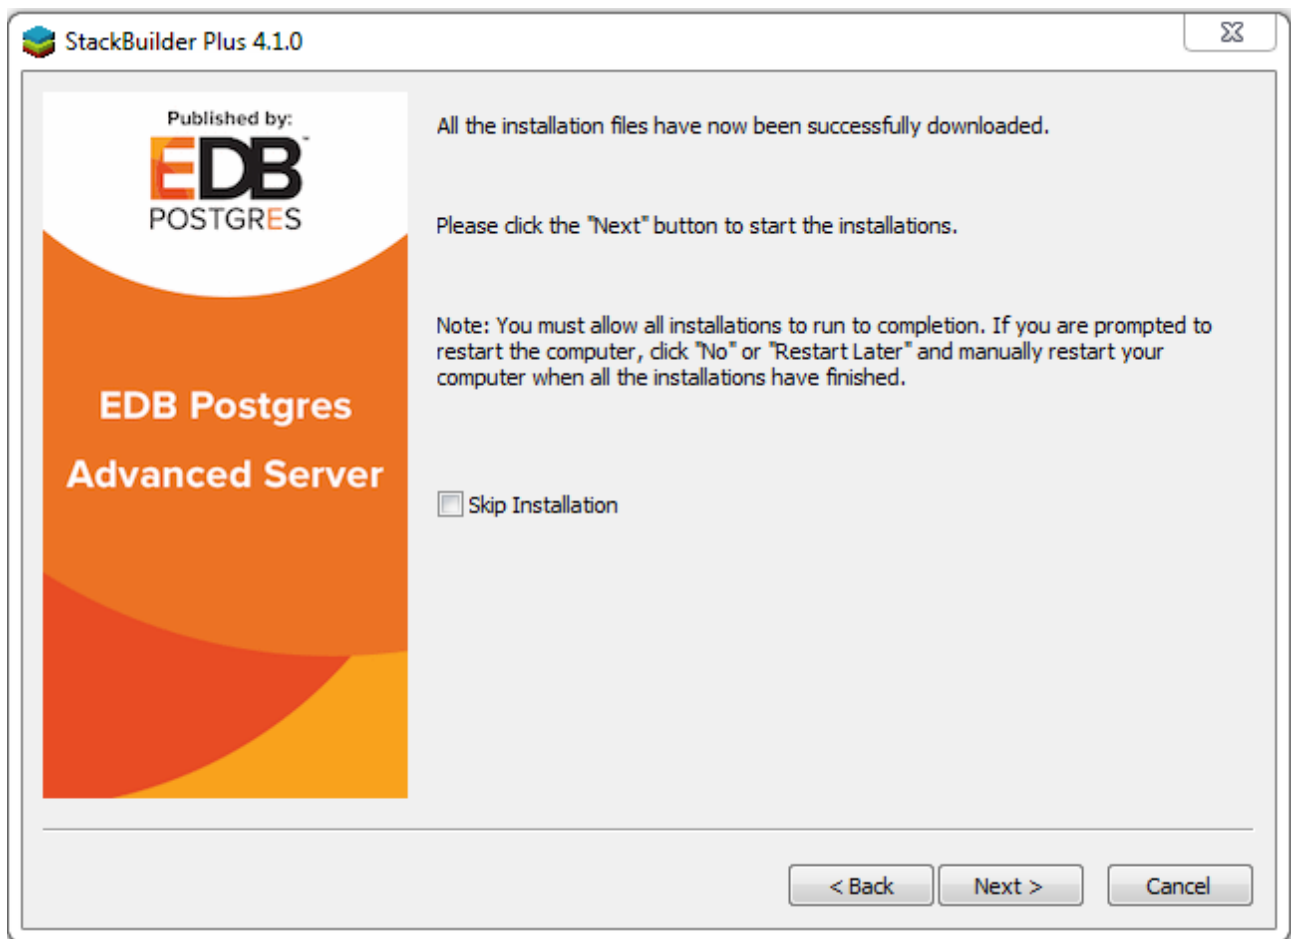 StackBuilder Plus 4.1.0
Published by:
EDB™
POSTGRES
EDB Postgres
Advanced Server
All the installation files have now been successfully downloaded.
Please click the "Next" button to start the installations.
Note: You must allow all installations to run to completion. If you are prompted to
restart the computer, click "No" or "Restart Later" and manually restart your
computer when all the installations have finished.
Skip Installation
< Back
Next >
Cancel